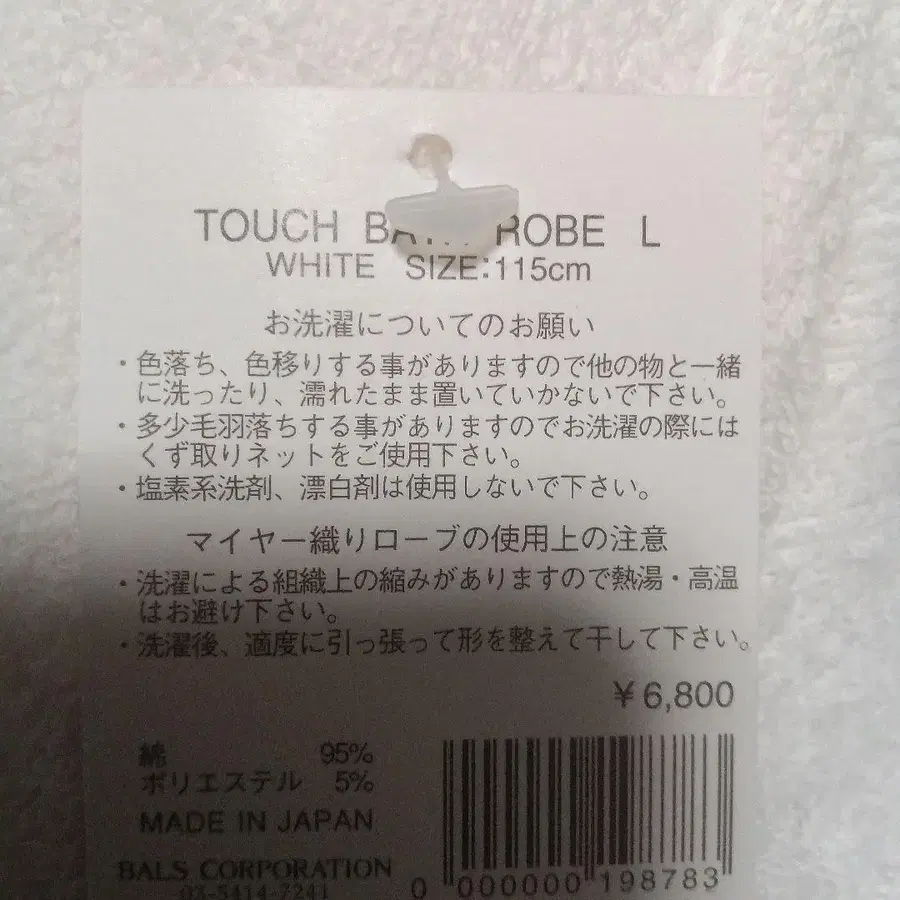 TOUCH BATH ROBE L
WHITE SIZE:115cm
お洗濯についてのお願い
・色落ち、色移りする事がありますので他の物と一緒
に洗ったり、濡れたまま置いていかないで下さい。
・多少毛羽落ちする事がありますのでお洗濯の際には
くず取りネットをご使用下さい。
・塩素系洗剤、漂白剤は使用しないで下さい。
マイヤー織りローブの使用上の注意
・洗濯による組織上の縮みがありますので熱湯・高温
はお避け下さい。
・洗濯後、適度に引っ張って形を整えて干して下さい。
¥6,800
綿 95%
ポリエステル 5%
MADE IN JAPAN
BALS CORPORATION
03-5414-7241
0 000000 198783